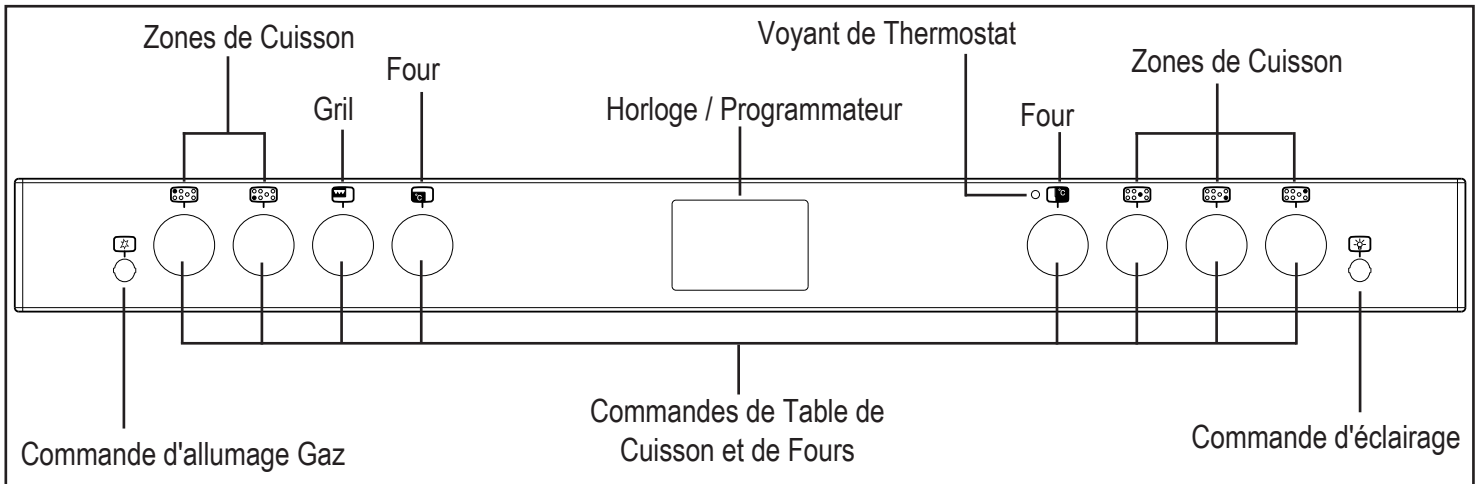 Zones de Cuisson
Voyant de Thermostat
Zones de Cuisson
Four
Gril
Horloge / Programmateur
Four
Commandes de Table de
Cuisson et de Fours
Commande d'allumage Gaz
Commande d'éclairage